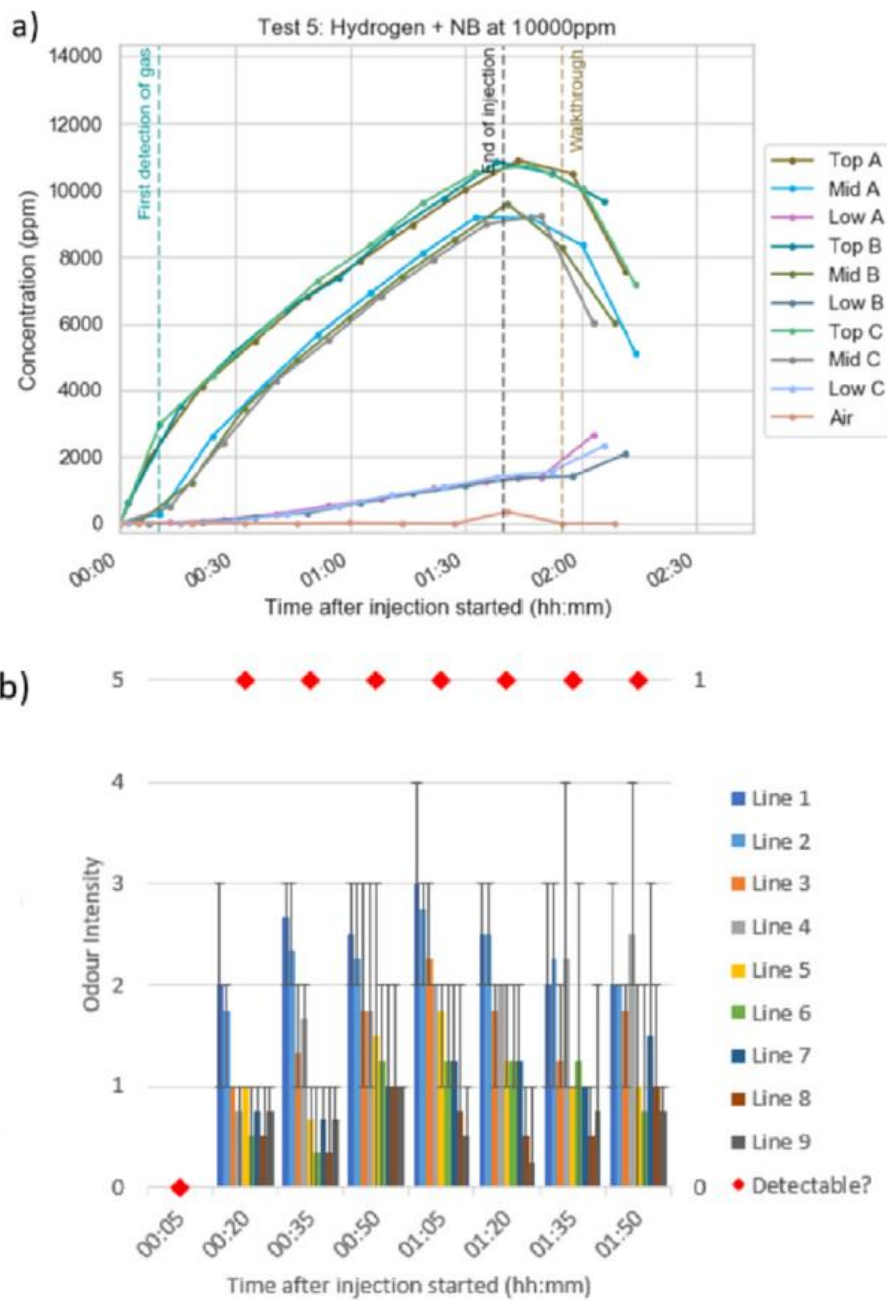 a)
Test 5: Hydrogen + NB at 10000ppm
14000
12000
10000
8000
6000
4000
2000
0
Concentration (ppm)
First detection of gas
End of injection
Walkthrough
00:00
00:30
01:00
01:30
02:00
02:30
Time after injection started (hh:mm)
Top A
Mid A
Low A
Top B
Mid B
Low B
Top C
Mid C
Low C
Air
b)
5
4
3
2
1
0
Odour Intensity
1
0
00:05
00:20
00:35
00:50
01:05
01:20
01:35
01:50
Time after injection started (hh:mm)
Line 1
Line 2
Line 3
Line 4
Line 5
Line 6
Line 7
Line 8
Line 9
Detectable?